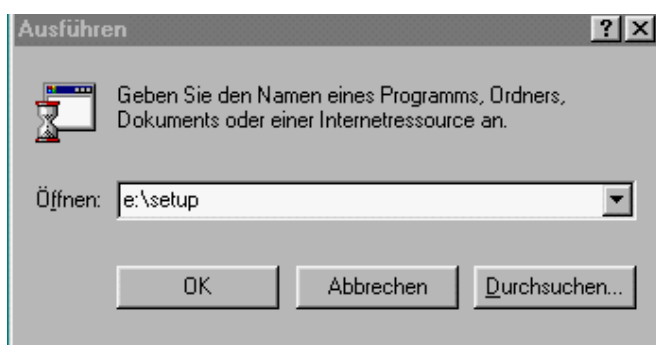 Ausführen
Geben Sie den Namen eines Programms, Ordners,
Dokuments oder einer Internetressource an.
Öffnen: e:\setup
OK Abbrechen Durchsuchen...